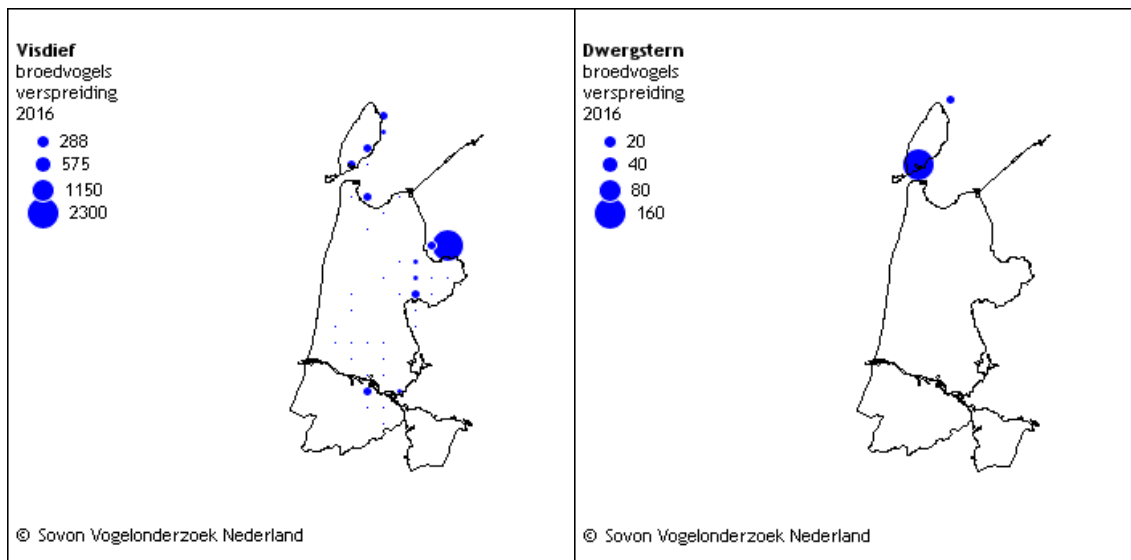 Visdief
broedvogels
verspreiding
2016
288
575
1150
2300
© Sovon Vogelonderzoek Nederland
Dwergstern
broedvogels
verspreiding
2016
20
40
80
160
© Sovon Vogelonderzoek Nederland